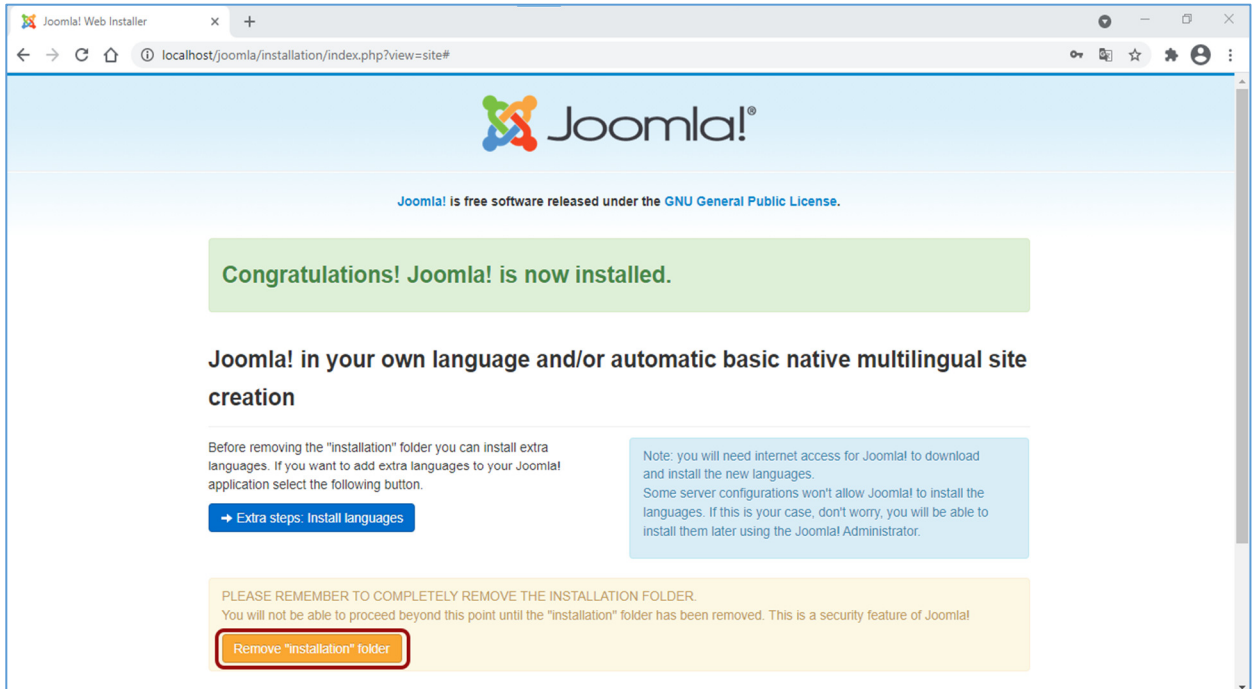 Joomla! Web Installer
localhost/joomla/installation/index.php?view=site#
Joomla!®
Joomla! is free software released under the GNU General Public License.
Congratulations! Joomla! is now installed.
Joomla! in your own language and/or automatic basic native multilingual site
creation
Before removing the "installation" folder you can install extra
languages. If you want to add extra languages to your Joomla!
application select the following button.
➔ Extra steps: Install languages
Note: you will need internet access for Joomla! to download
and install the new languages.
Some server configurations won't allow Joomla! to install the
languages. If this is your case, don't worry, you will be able to
install them later using the Joomla! Administrator.
PLEASE REMEMBER TO COMPLETELY REMOVE THE INSTALLATION FOLDER.
You will not be able to proceed beyond this point until the "installation" folder has been removed. This is a security feature of Joomla!
Remove "installation" folder